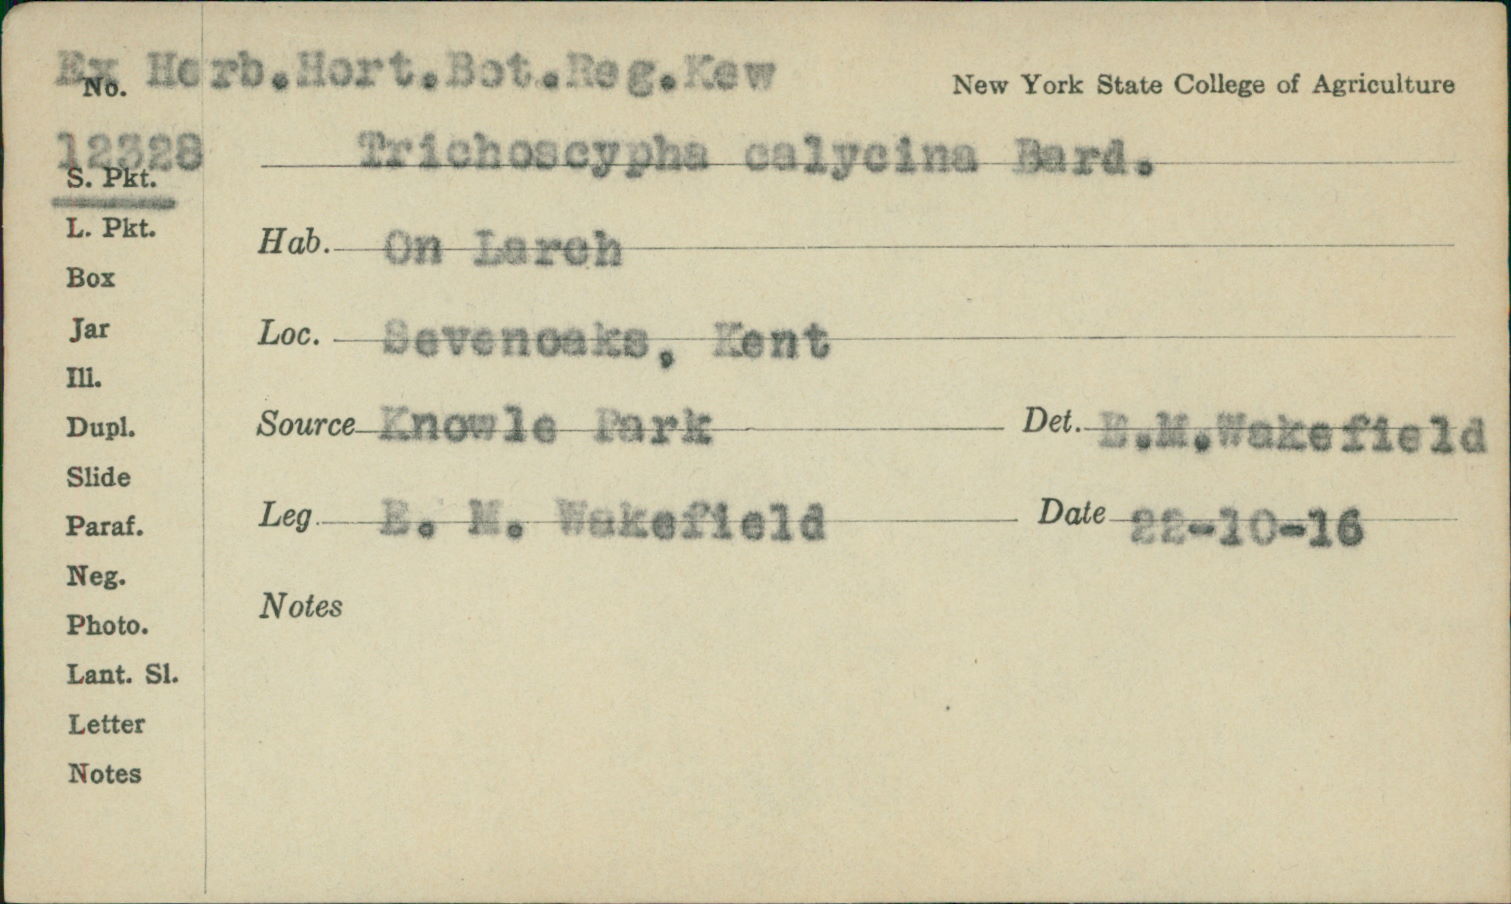 Ex Herb.Hort.Bot.Reg.Kew
No.
New York State College of Agriculture
12328
Trichoscypha calycina Bard.
S. Pkt.
L. Pkt.
Hab. On Larch
Box
Jar
Loc. Sevenoaks, Kent
Ill.
Dupl.
Source Knowle Park Det. E.M.Wakefield
Slide
Paraf.
Leg E. M. Wakefield Date 22-10-16
Neg.
Photo.
Notes
Lant. Sl.
Letter
Notes